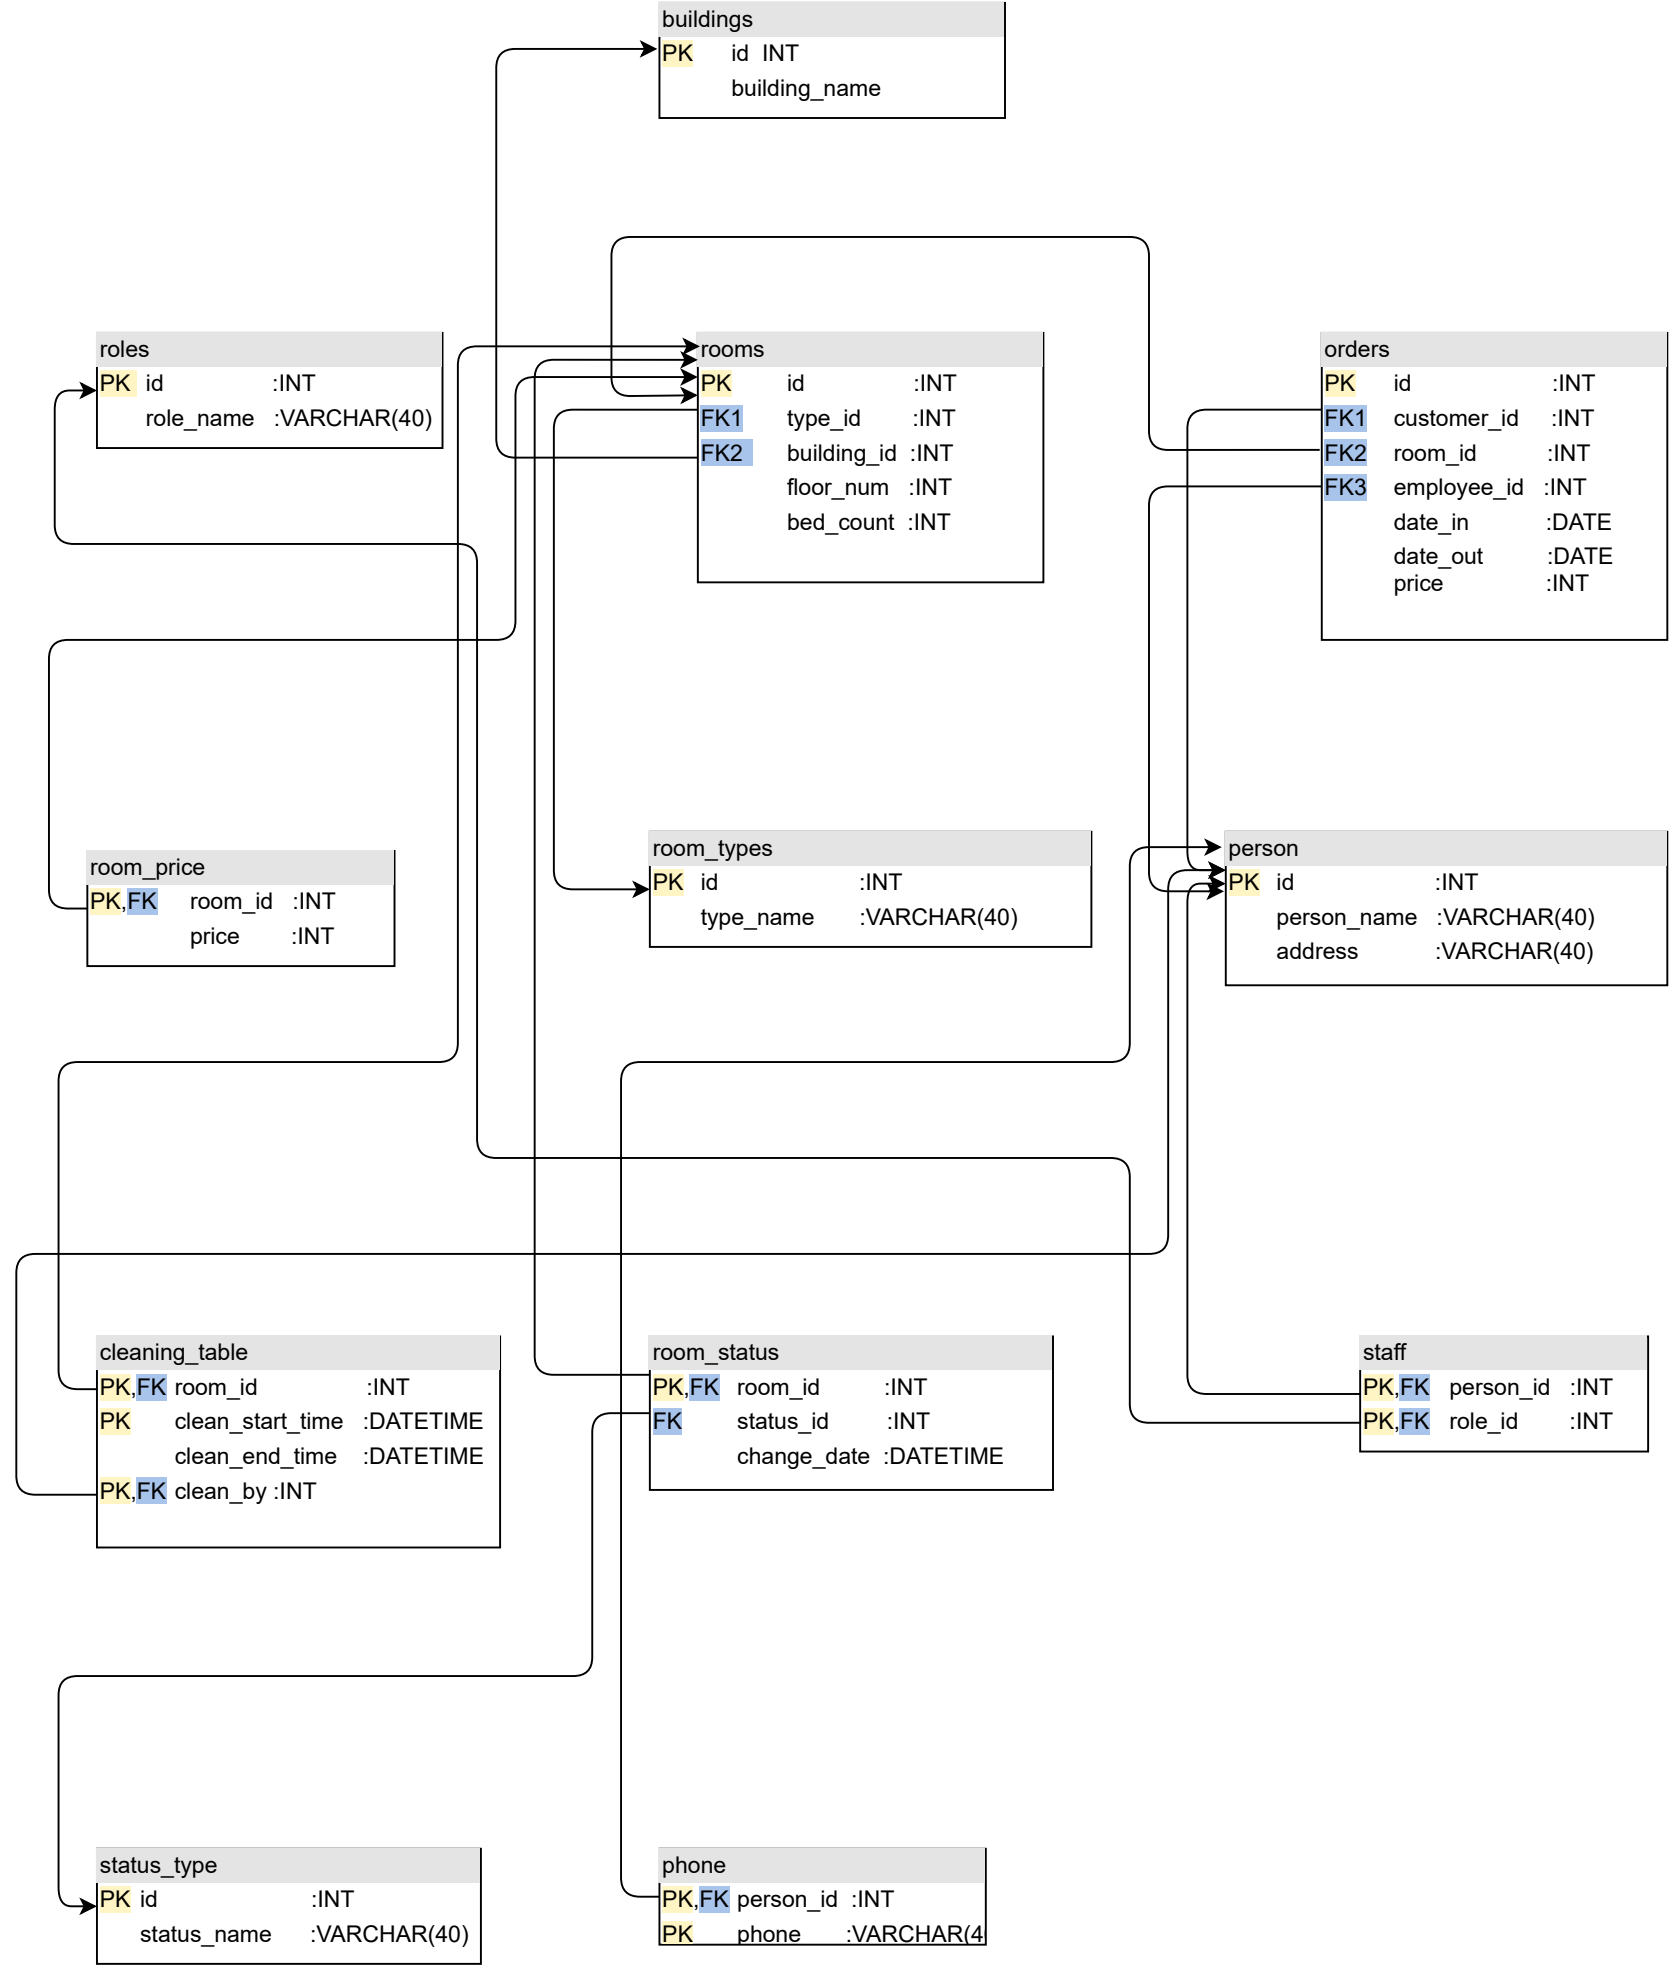 buildings
PK id INT
building_name
roles
PK id :INT
role_name :VARCHAR(40)
rooms
PK id :INT
FK1 type_id :INT
FK2 building_id :INT
floor_num :INT
bed_count :INT
orders
PK id :INT
FK1 customer_id :INT
FK2 room_id :INT
FK3 employee_id :INT
date_in :DATE
date_out :DATE
price :INT
room_price
PK,FK room_id :INT
price :INT
room_types
PK id :INT
type_name :VARCHAR(40)
person
PK id :INT
person_name :VARCHAR(40)
address :VARCHAR(40)
cleaning_table
PK,FK room_id :INT
PK clean_start_time :DATETIME
clean_end_time :DATETIME
PK,FK clean_by :INT
room_status
PK,FK room_id :INT
FK status_id :INT
change_date :DATETIME
staff
PK,FK person_id :INT
PK,FK role_id :INT
status_type
PK id :INT
status_name :VARCHAR(40)
phone
PK,FK person_id :INT
PK phone :VARCHAR(4